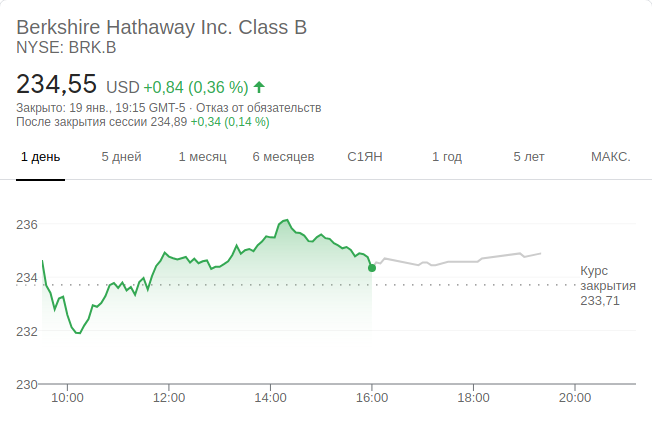 Berkshire Hathaway Inc. Class B
NYSE: BRK.B
234,55 USD +0,84 (0,36 %) ↑
Закрыто: 19 янв., 19:15 GMT-5 · Отказ от обязательств
После закрытия сессии 234,89 +0,34 (0,14 %)
1 день 5 дней 1 месяц 6 месяцев С1ЯН 1 год 5 лет МАКС.
236
234
232
230
Курс
закрытия
233,71
10:00 12:00 14:00 16:00 18:00 20:00